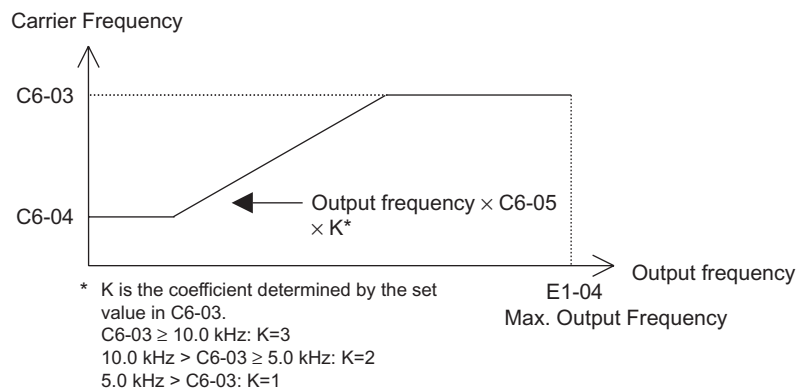 Carrier Frequency
C6-03
Output frequency × C6-05
× K*
C6-04
Output frequency
E1-04
Max. Output Frequency
* K is the coefficient determined by the set
value in C6-03.
C6-03 ≥ 10.0 kHz: K=3
10.0 kHz > C6-03 ≥ 5.0 kHz: K=2
5.0 kHz > C6-03: K=1